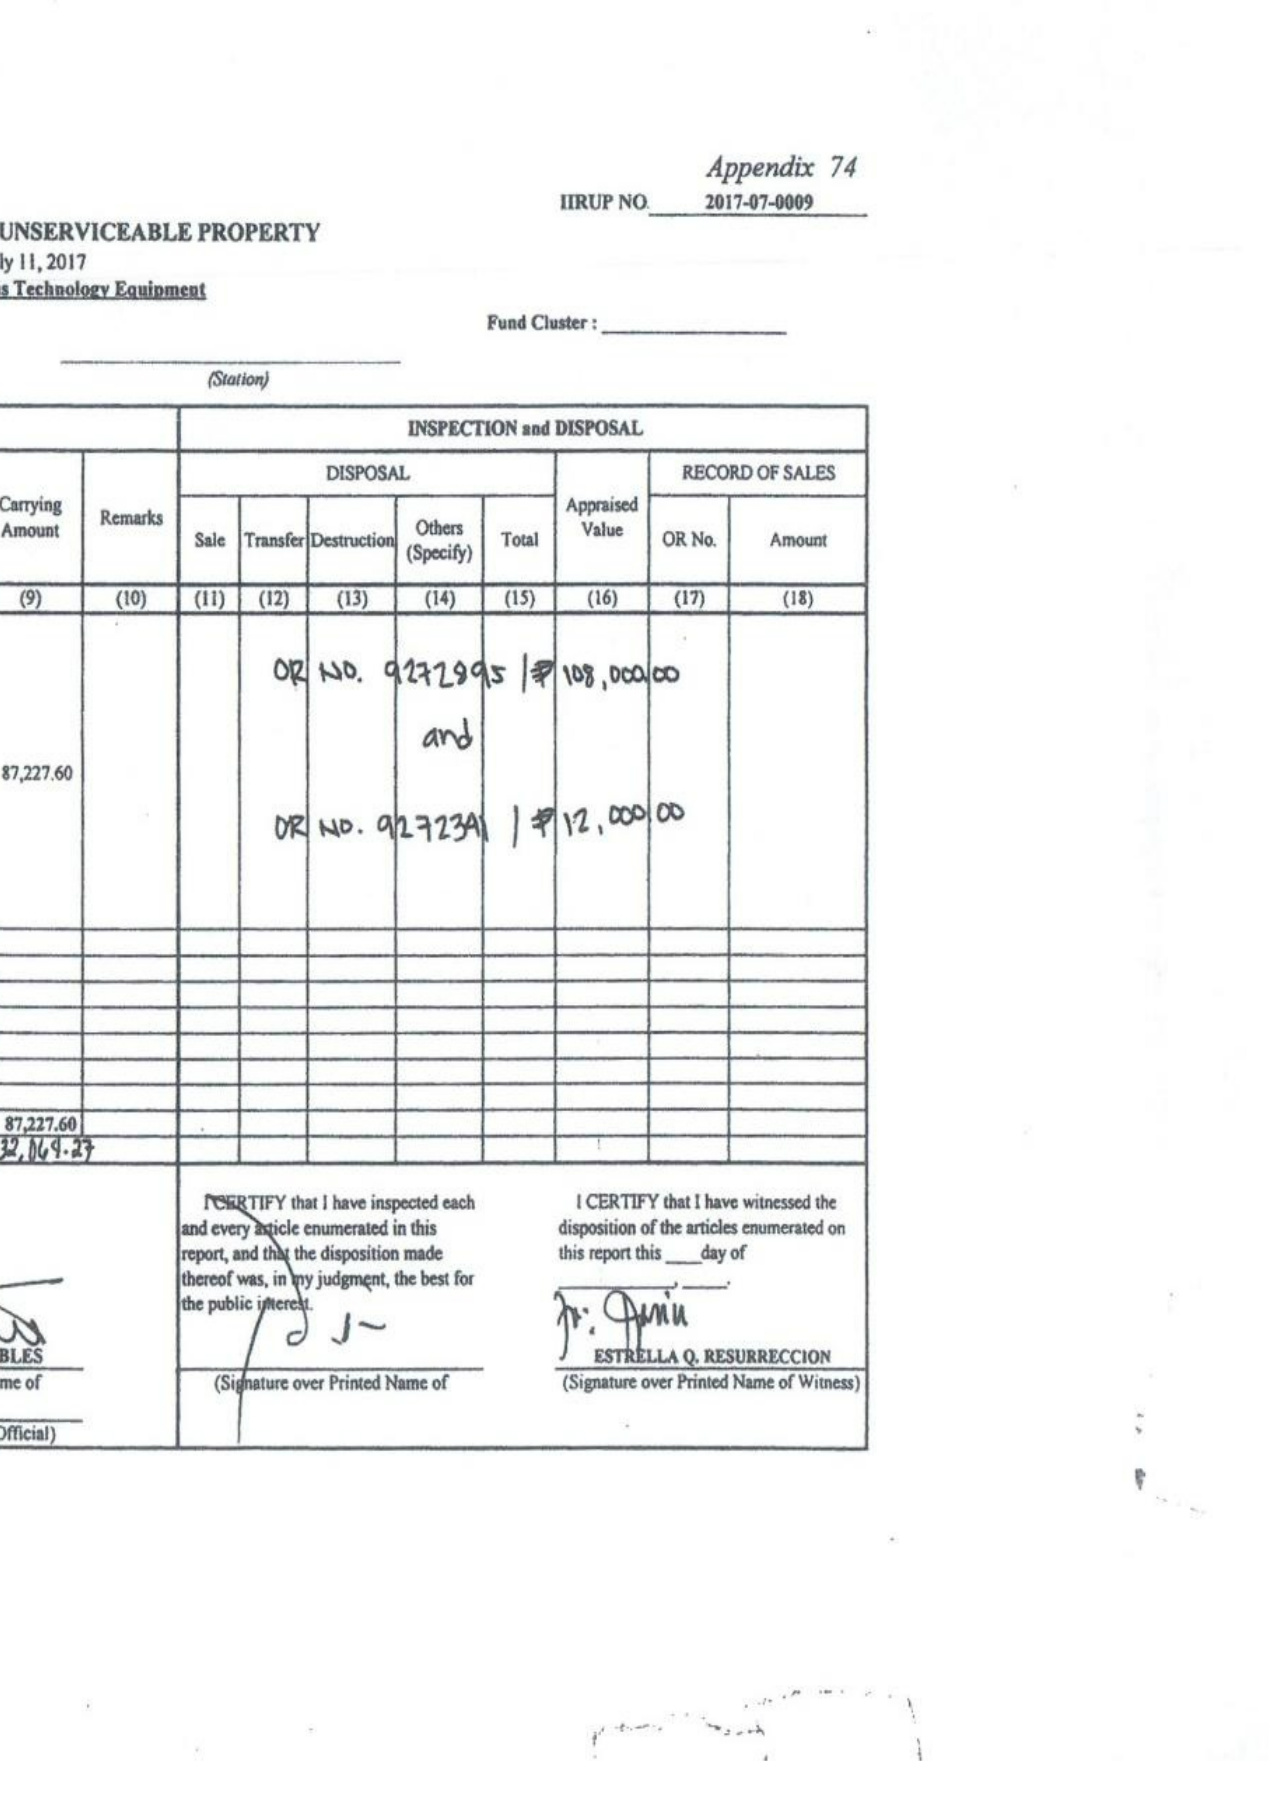 Appendix 74
IIRUP NO. 2017-07-0009
UNSERVICEABLE PROPERTY
ly 11, 2017
s Technology Equipment
Fund Cluster :
(Station)
INSPECTION and DISPOSAL
DISPOSAL
RECORD OF SALES
Carrying Amount
Remarks
Sale
Transfer
Destruction
Others (Specify)
Total
Appraised Value
OR No.
Amount
(9) (10) (11) (12) (13) (14) (15) (16) (17) (18)
OR NO. 9272895 / ₱ 108,000.00
and
87,227.60
OR NO. 9272341 / ₱ 12,000.00
87,227.60
32,069.27
I CERTIFY that I have inspected each
and every article enumerated in this
report, and that the disposition made
thereof was, in my judgment, the best for
the public interest.
I CERTIFY that I have witnessed the
disposition of the articles enumerated on
this report this ____day of
________, ____.
BLES
ESTRELLA Q. RESURRECCION
me of
(Signature over Printed Name of
(Signature over Printed Name of Witness)
Official)